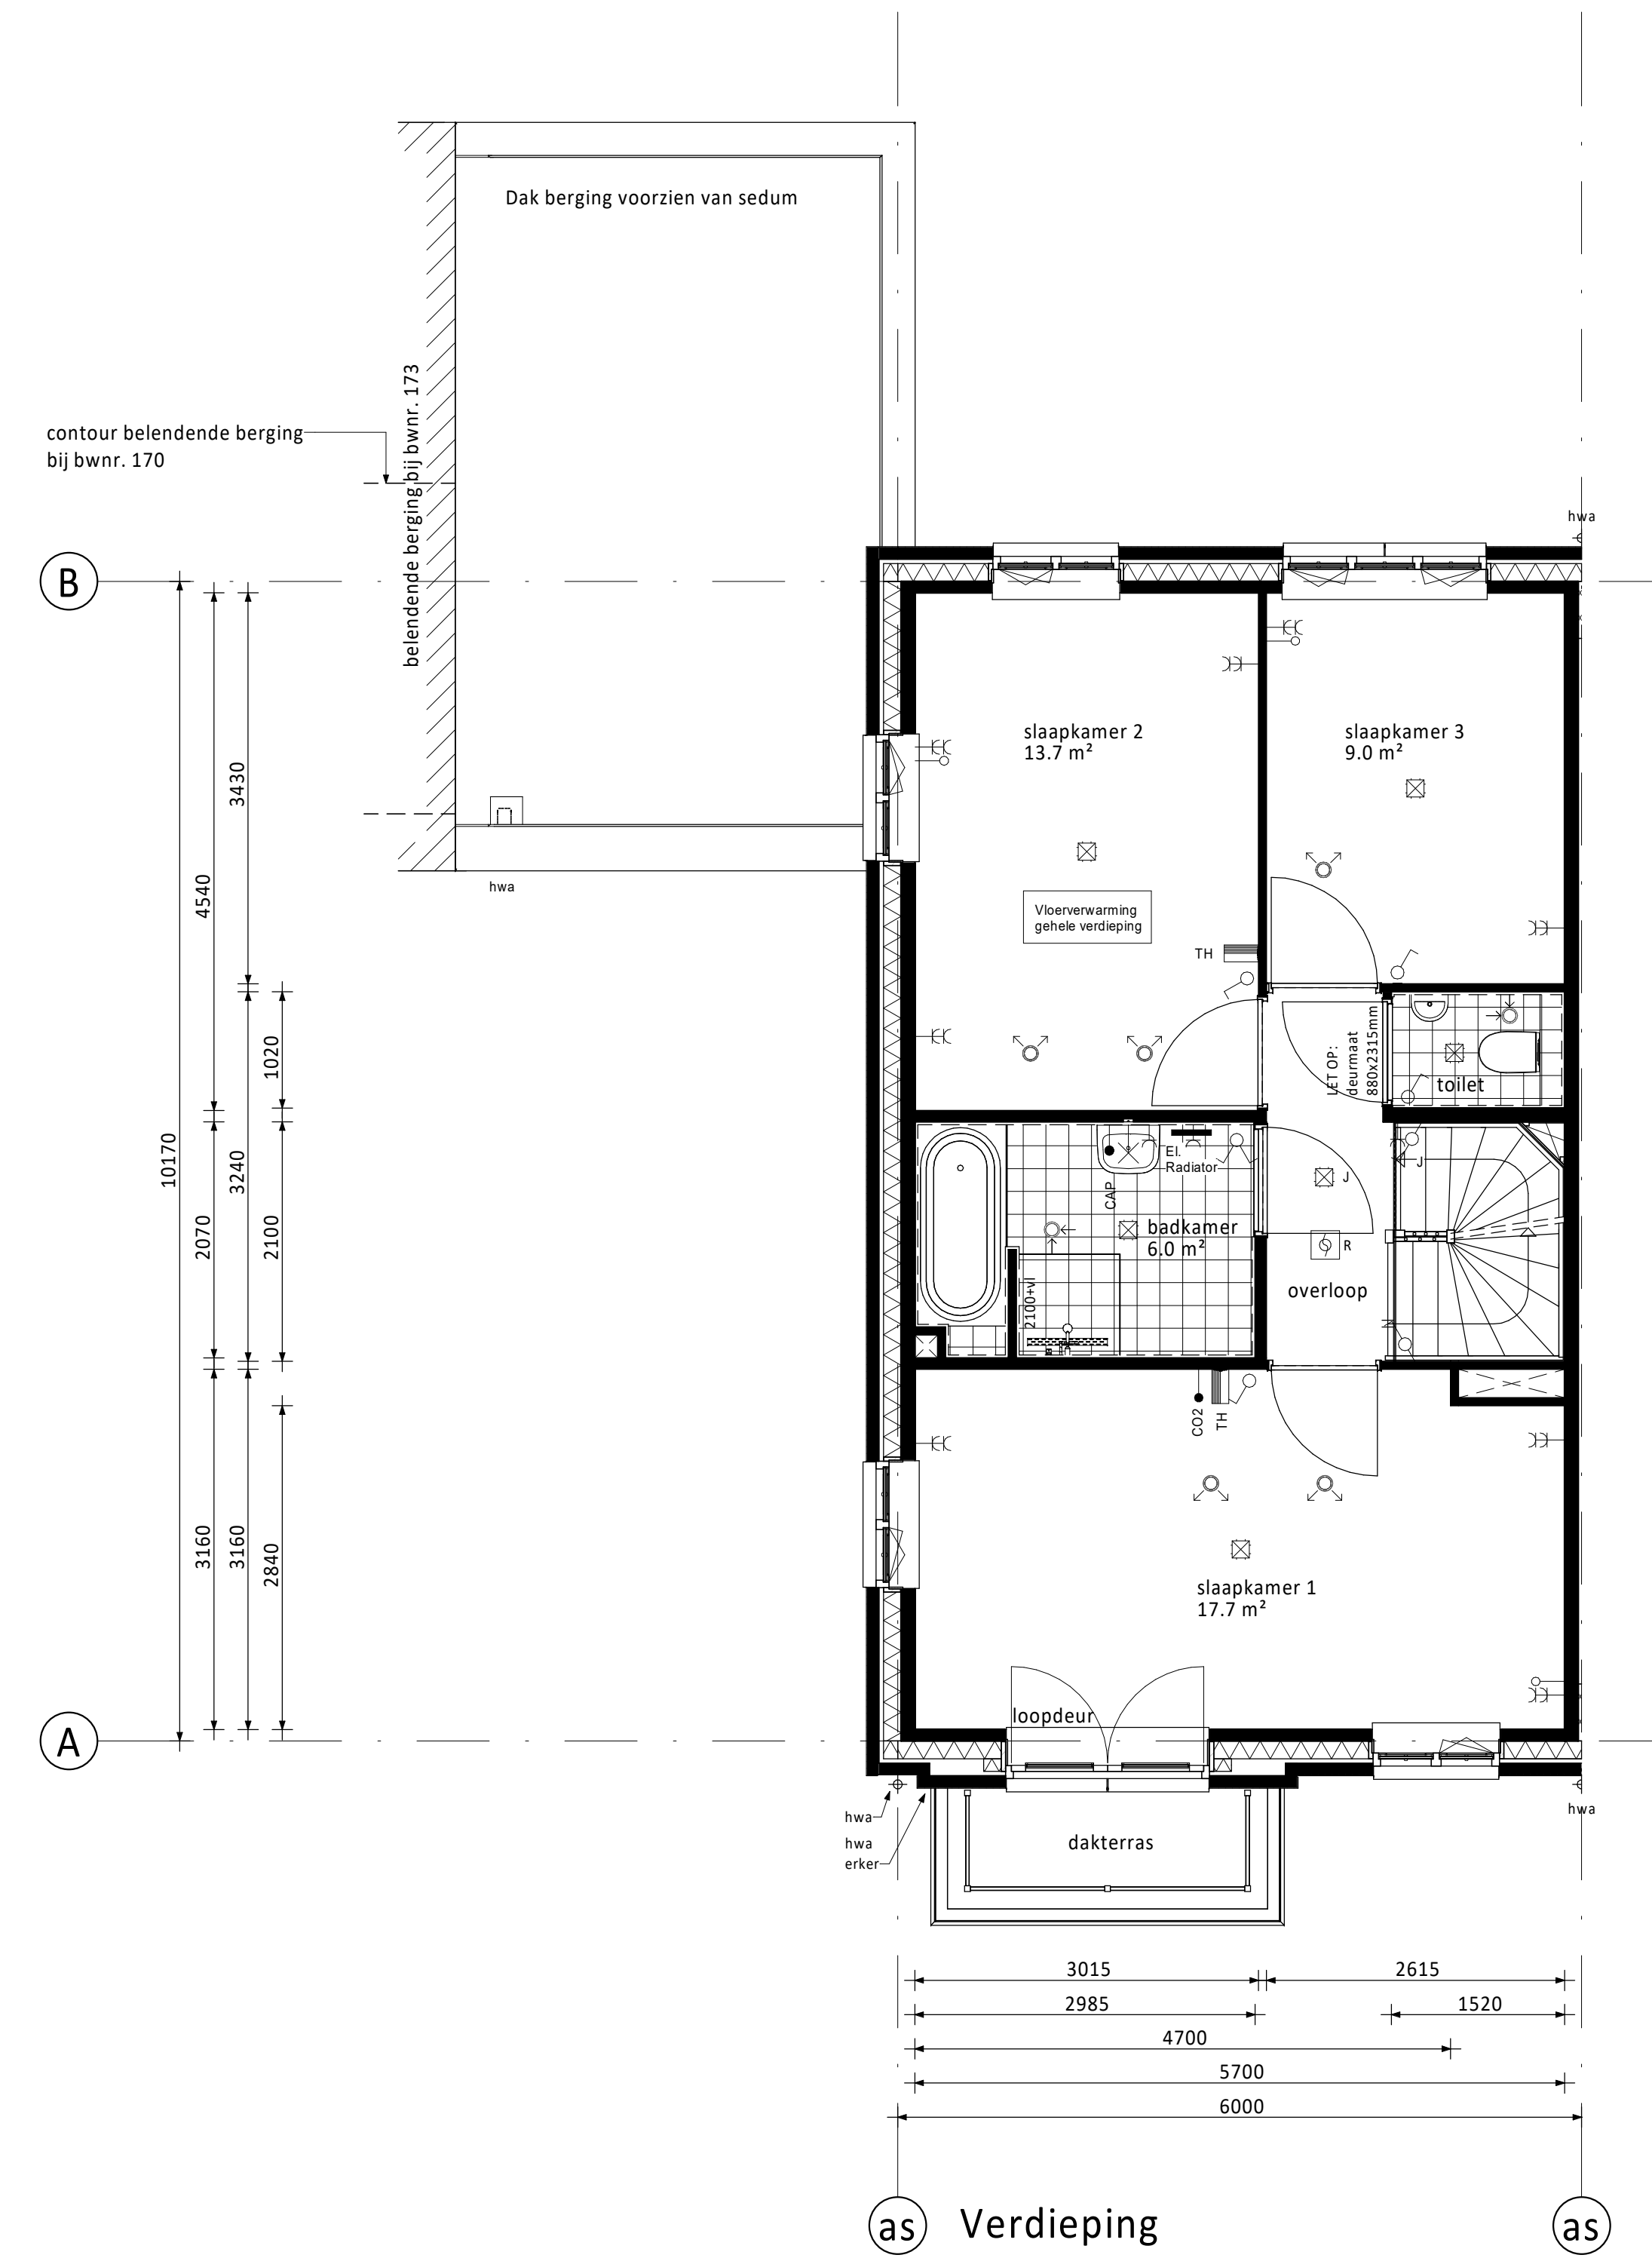 Dak berging voorzien van sedum
contour belendende berging
bij bwnr. 170
belendende berging bij bwnr. 173
hwa
B
hwa
slaapkamer 2
13.7 m²
slaapkamer 3
9.0 m²
Vloerverwarming
gehele verdieping
TH
LET OP:
deurmaat
880x2315mm
toilet
El.
Radiator
CAP
badkamer
6.0 m²
2100+vl
J
J
R
overloop
N
CO2
TH
slaapkamer 1
17.7 m²
loopdeur
A
hwa
hwa
erker
hwa
dakterras
10170
4540
2070
3160
3430
3240
3160
1020
2100
2840
3015
2615
2985
1520
4700
5700
6000
as
Verdieping
as